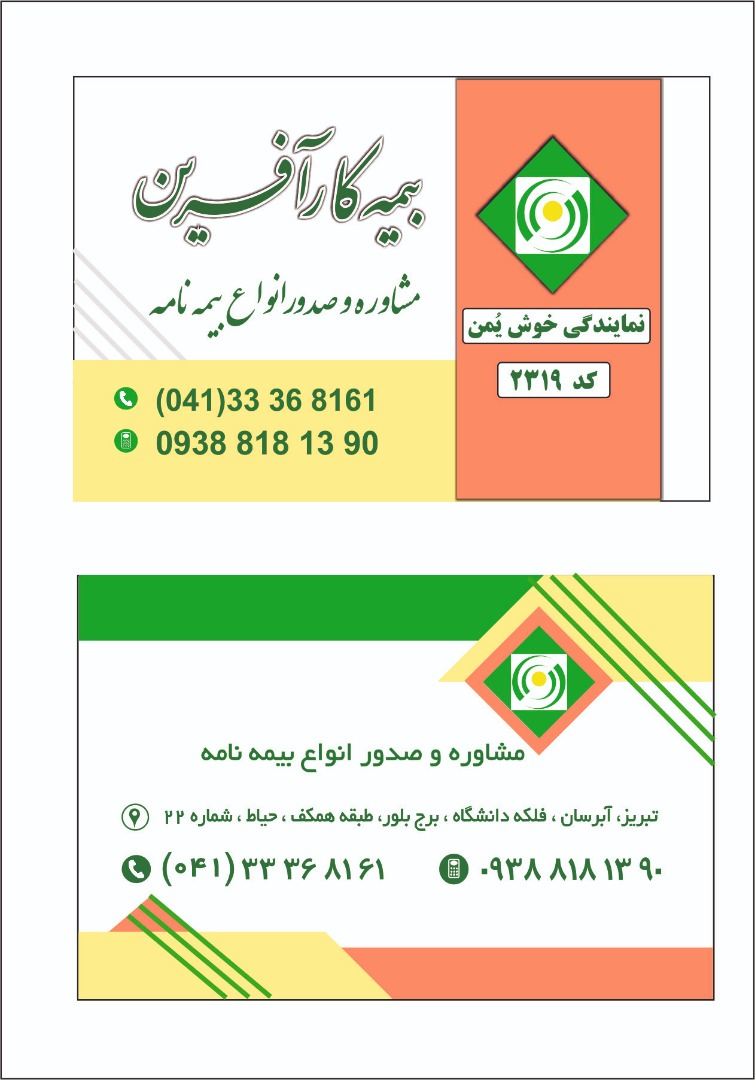 بیمه کارآفرین
مشاوره و صدور انواع بیمه نامه
(041)33 36 8161
0938 818 13 90
نمایندگی خوش یُمن
کد ۲۳۱۹
مشاوره و صدور انواع بیمه نامه
تبریز، آبرسان ، فلکه دانشگاه ، برج بلور، طبقه همکف ، حیاط ، شماره ۲۲
(۰۴۱) ۳۳ ۳۶ ۸۱۶۱
۰۹۳۸ ۸۱۸ ۱۳ ۹۰